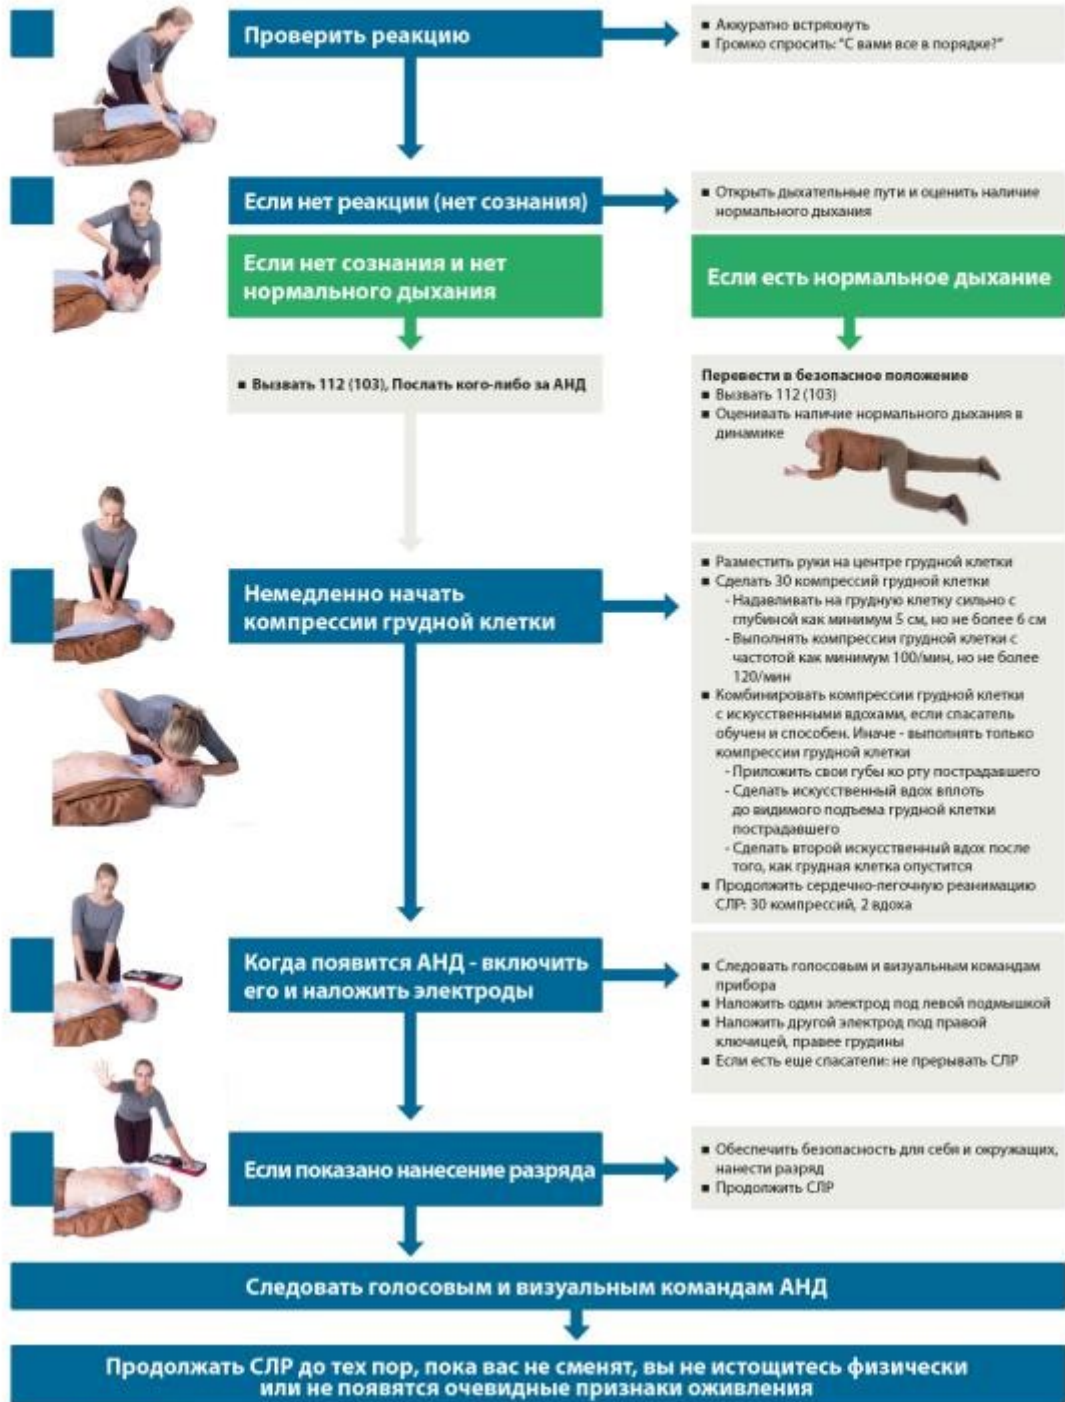 Проверить реакцию
■ Аккуратно встряхнуть
■ Громко спросить: "С вами все в порядке?"
Если нет реакции (нет сознания)
■ Открыть дыхательные пути и оценить наличие
нормального дыхания
Если нет сознания и нет
нормального дыхания
Если есть нормальное дыхание
■ Вызвать 112 (103), Послать кого-либо за АНД
Перевести в безопасное положение
■ Вызвать 112 (103)
■ Оценивать наличие нормального дыхания в
динамике
Немедленно начать
компрессии грудной клетки
■ Разместить руки на центре грудной клетки
■ Сделать 30 компрессий грудной клетки
- Надавливать на грудную клетку сильно с
глубиной как минимум 5 см, но не более 6 см
- Выполнять компрессии грудной клетки с
частотой как минимум 100/мин, но не более
120/мин
■ Комбинировать компрессии грудной клетки
с искусственными вдохами, если спасатель
обучен и способен. Иначе - выполнять только
компрессии грудной клетки
- Приложить свои губы ко рту пострадавшего
- Сделать искусственный вдох вплоть
до видимого подъема грудной клетки
пострадавшего
- Сделать второй искусственный вдох после
того, как грудная клетка опустится
■ Продолжить сердечно-легочную реанимацию
СЛР: 30 компрессий, 2 вдоха
Когда появится АНД - включить
его и наложить электроды
■ Следовать голосовым и визуальным командам
прибора
■ Наложить один электрод под левой подмышкой
■ Наложить другой электрод под правой
ключицей, правее грудины
■ Если есть еще спасатели: не прерывать СЛР
Если показано нанесение разряда
■ Обеспечить безопасность для себя и окружащих,
нанести разряд
■ Продолжить СЛР
Следовать голосовым и визуальным командам АНД
Продолжать СЛР до тех пор, пока вас не сменят, вы не истощитесь физически
или не появятся очевидные признаки оживления